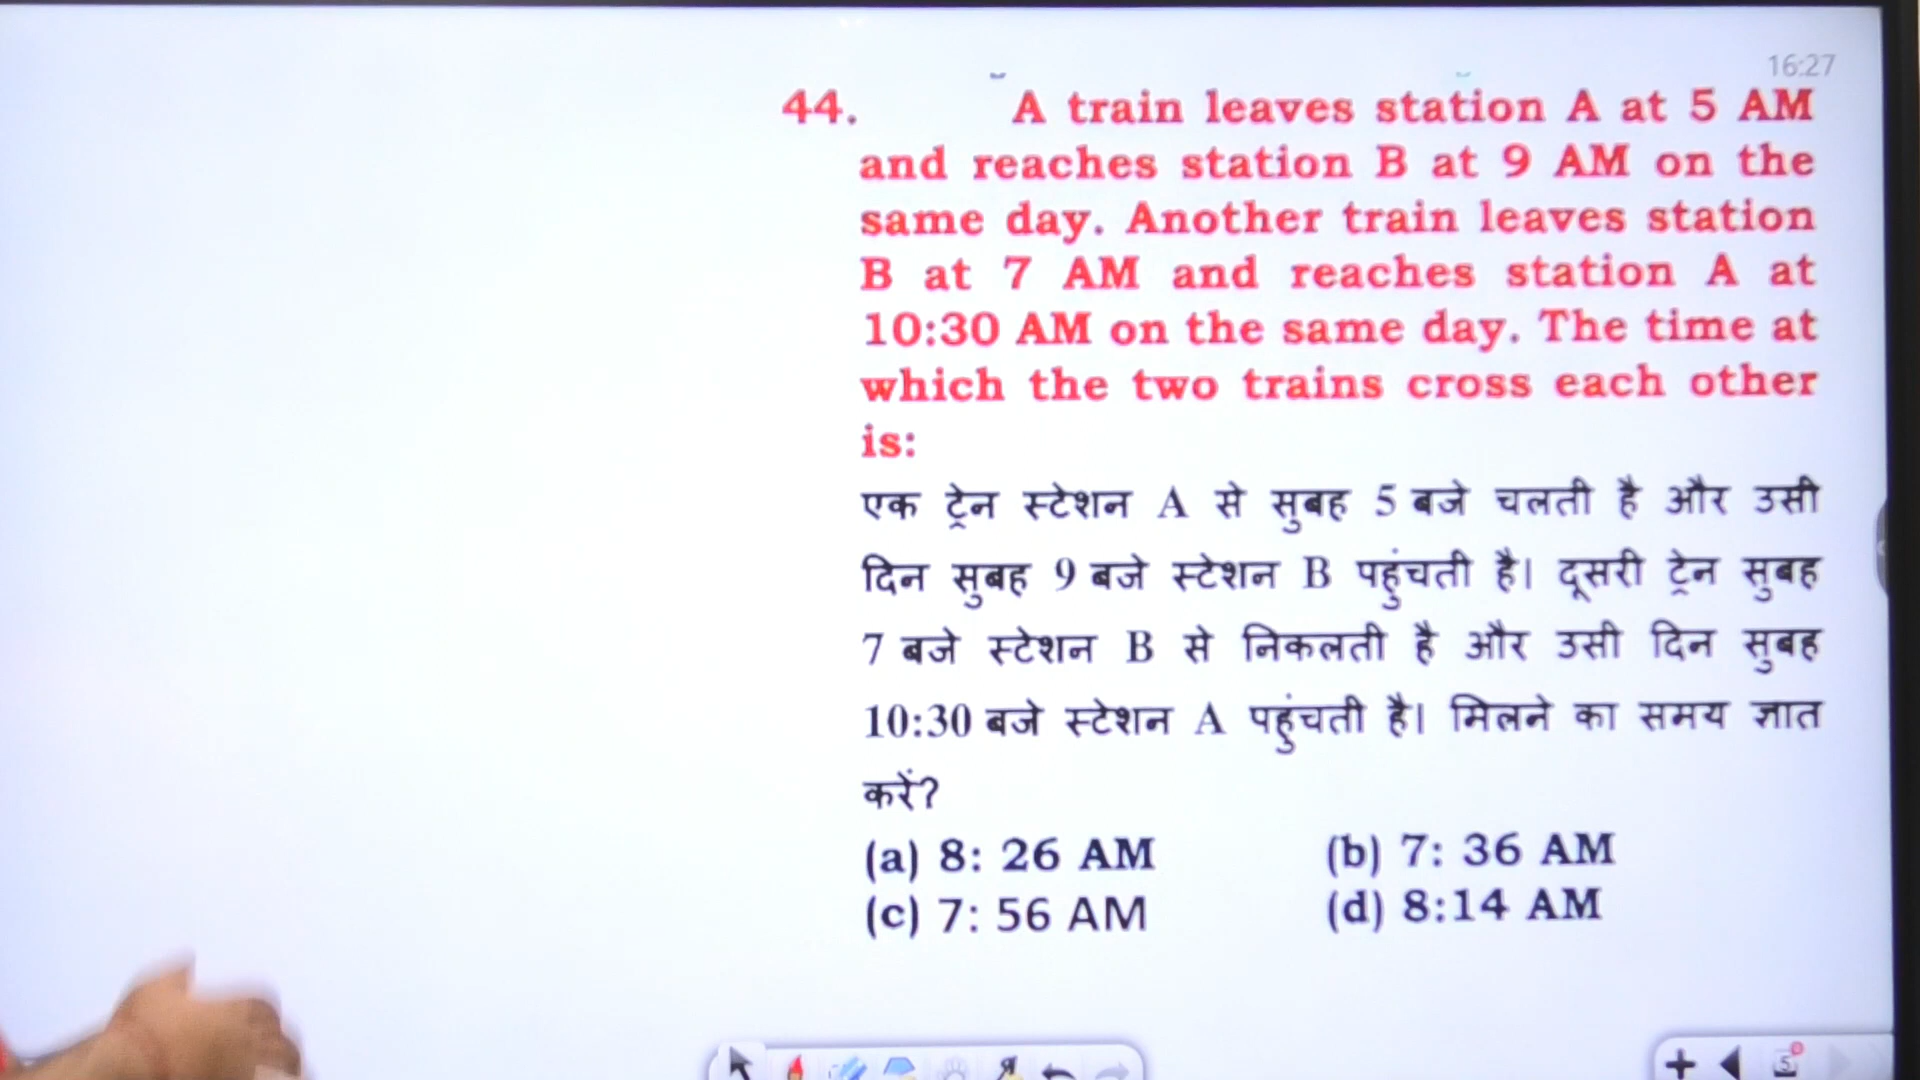 16:27
44. A train leaves station A at 5 AM
and reaches station B at 9 AM on the
same day. Another train leaves station
B at 7 AM and reaches station A at
10:30 AM on the same day. The time at
which the two trains cross each other
is:
एक ट्रेन स्टेशन A से सुबह 5 बजे चलती है और उसी
दिन सुबह 9 बजे स्टेशन B पहुंचती है। दूसरी ट्रेन सुबह
7 बजे स्टेशन B से निकलती है और उसी दिन सुबह
10:30 बजे स्टेशन A पहुंचती है। मिलने का समय ज्ञात
करें?
(a) 8: 26 AM (b) 7: 36 AM
(c) 7: 56 AM (d) 8:14 AM
5